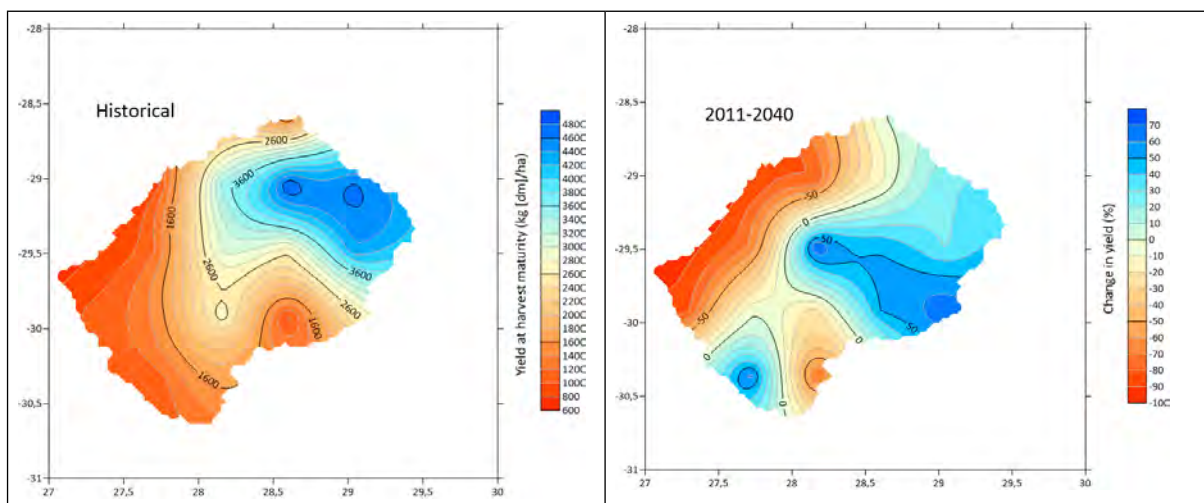 Historical
-28
-28,5
-29
-29,5
-30
-30,5
-31
27
27,5
28
28,5
29
29,5
30
2600
3600
1600
2600
3600
2600
1600
1600
480C
460C
440C
420C
400C
380C
360C
340C
320C
300C
280C
260C
240C
220C
200C
180C
160C
140C
120C
100C
800
600
Yield at harvest maturity (kg [dm]/ha)
2011-2040
-28
-28,5
-29
-29,5
-30
-30,5
-31
27
27,5
28
28,5
29
29,5
30
-50
0
50
-50
0
0
50
0
70
60
50
40
30
20
10
0
-10
-20
-30
-40
-50
-60
-70
-80
-90
-10C
Change in yield (%)